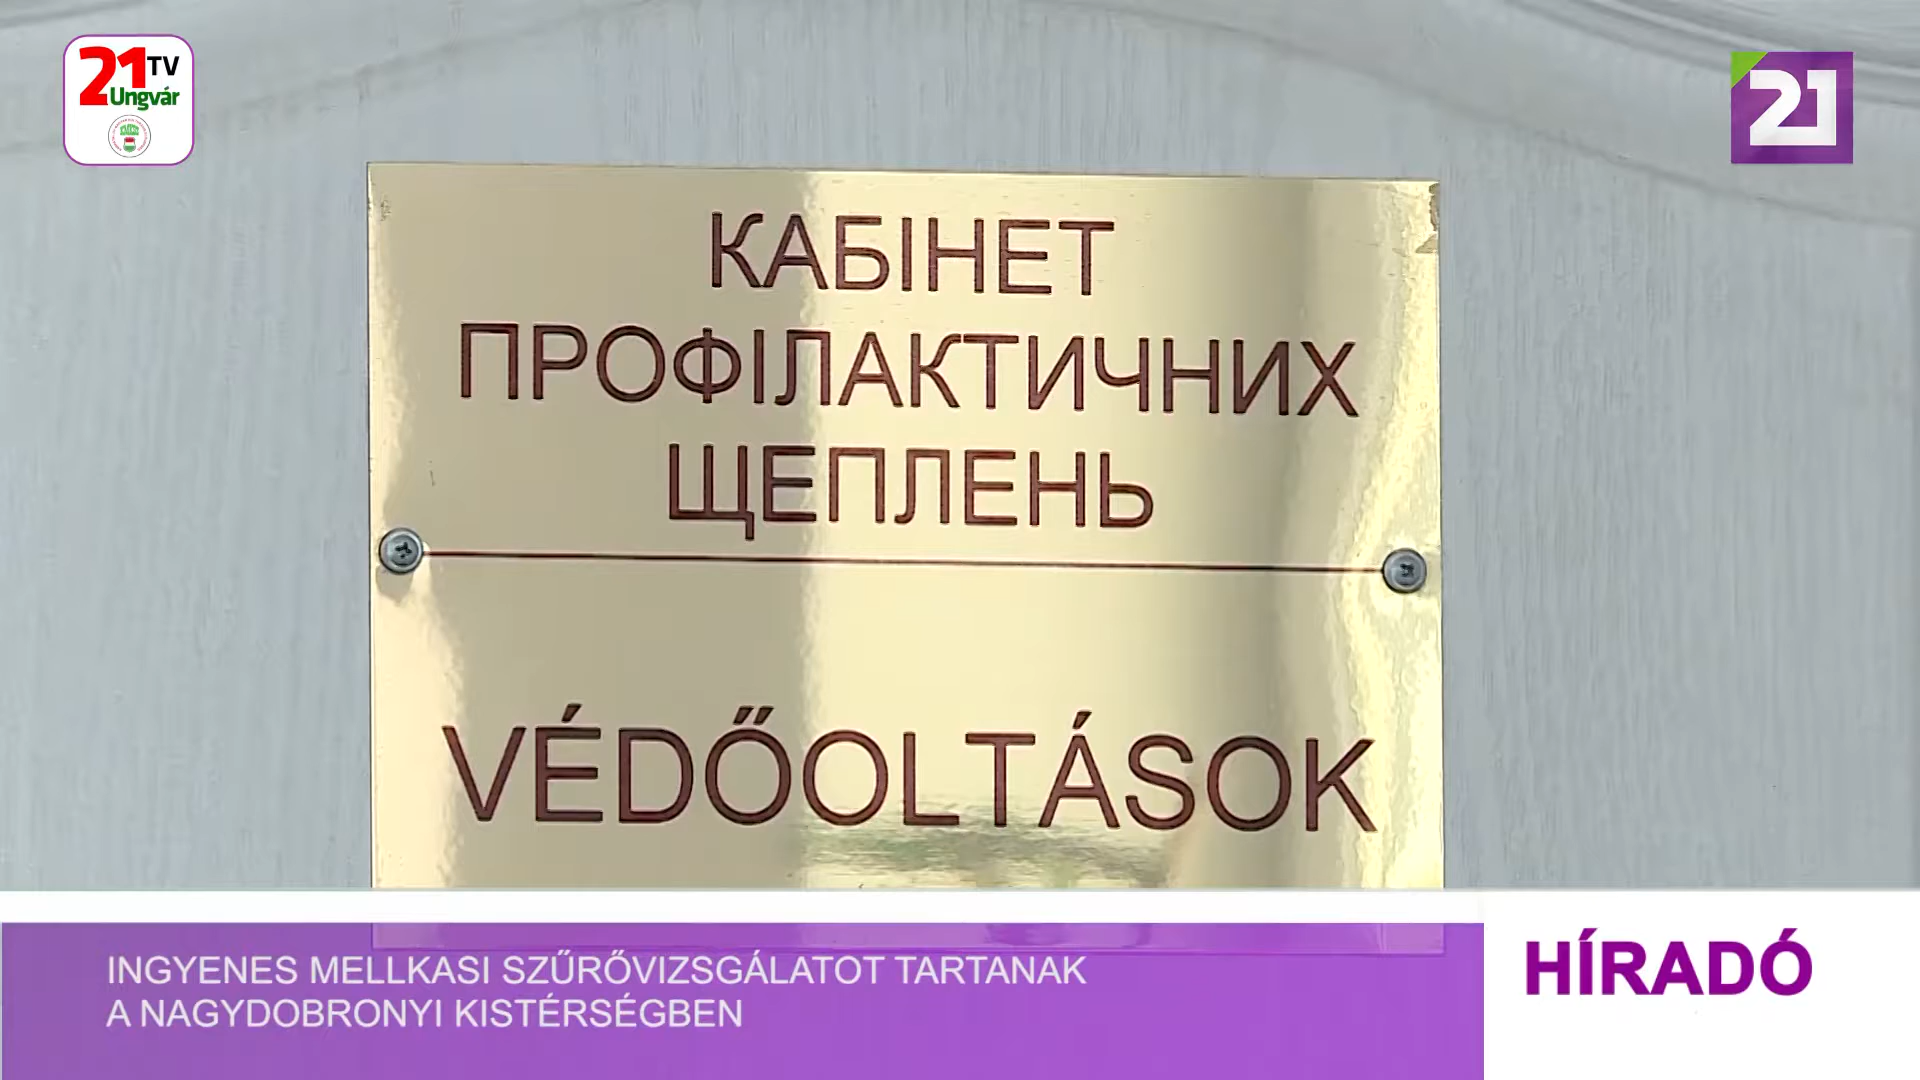 21 TV
Ungvár
21
КАБІНЕТ
ПРОФІЛАКТИЧНИХ
ЩЕПЛЕНЬ
VÉDŐOLTÁSOK
INGYENES MELLKASI SZŰRŐVIZSGÁLATOT TARTANAK
A NAGYDOBRONYI KISTÉRSÉGBEN
HÍRADÓ